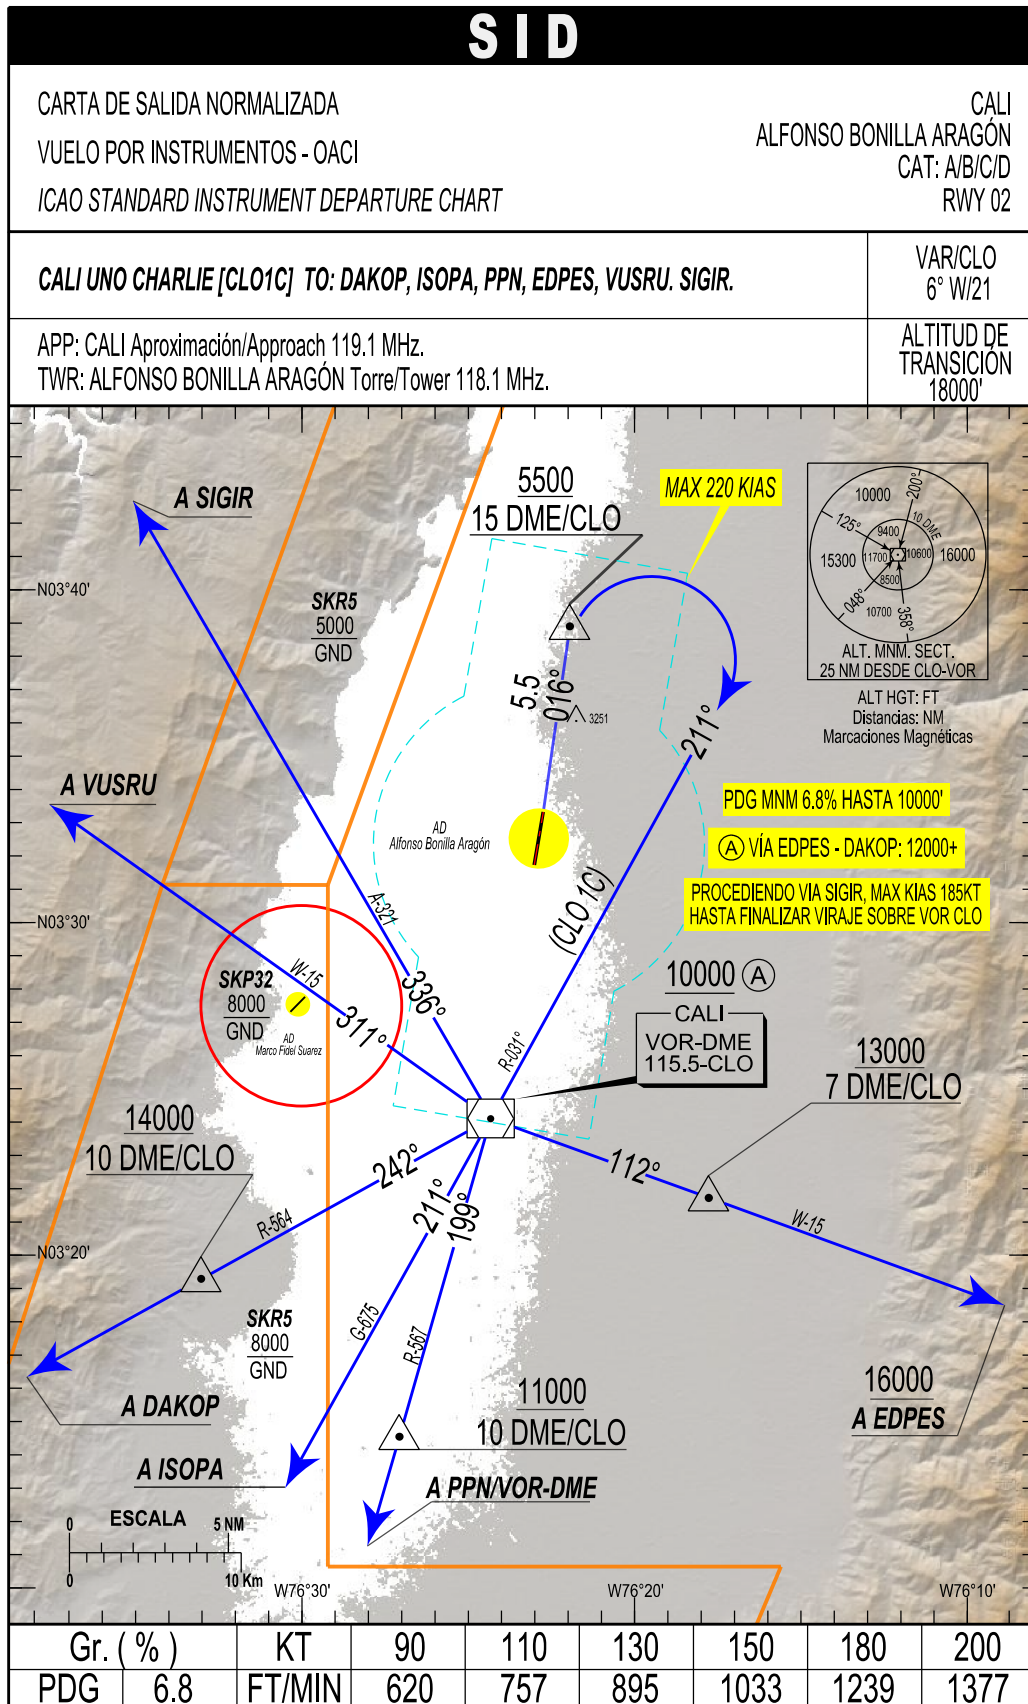 SID
CARTA DE SALIDA NORMALIZADA
VUELO POR INSTRUMENTOS - OACI
ICAO STANDARD INSTRUMENT DEPARTURE CHART
CALI
ALFONSO BONILLA ARAGÓN
CAT: A/B/C/D
RWY 02
CALI UNO CHARLIE [CLO1C] TO: DAKOP, ISOPA, PPN, EDPES, VUSRU. SIGIR.
VAR/CLO
6° W/21
APP: CALI Aproximación/Approach 119.1 MHz.
TWR: ALFONSO BONILLA ARAGÓN Torre/Tower 118.1 MHz.
ALTITUD DE
TRANSICIÓN
18000'
A SIGIR
5500
15 DME/CLO
MAX 220 KIAS
10000
200°
125°
10 DME
9400
15300
11700
10600
16000
8500
048°
10700
358°
ALT. MNM. SECT.
25 NM DESDE CLO-VOR
ALT HGT: FT
Distancias: NM
Marcaciones Magnéticas
N03°40'
SKR5
5000
GND
5.5
016°
3251
211°
A VUSRU
AD
Alfonso Bonilla Aragón
PDG MNM 6.8% HASTA 10000'
A VÍA EDPES - DAKOP: 12000+
PROCEDIENDO VIA SIGIR, MAX KIAS 185KT
HASTA FINALIZAR VIRAJE SOBRE VOR CLO
A-321
(CLO 1C)
N03°30'
W-15
SKP32
8000
GND
AD
Marco Fidel Suarez
336°
311°
R-031°
10000 A
CALI
VOR-DME
115.5-CLO
13000
7 DME/CLO
14000
10 DME/CLO
242°
211°
199°
112°
R-564
W-15
N03°20'
SKR5
8000
GND
G-675
R-567
11000
10 DME/CLO
16000
A EDPES
A DAKOP
A ISOPA
A PPN/VOR-DME
ESCALA
0 5 NM
0 10 Km
W76°30'
W76°20'
W76°10'
Gr. ( % ) KT 90 110 130 150 180 200
PDG 6.8 FT/MIN 620 757 895 1033 1239 1377